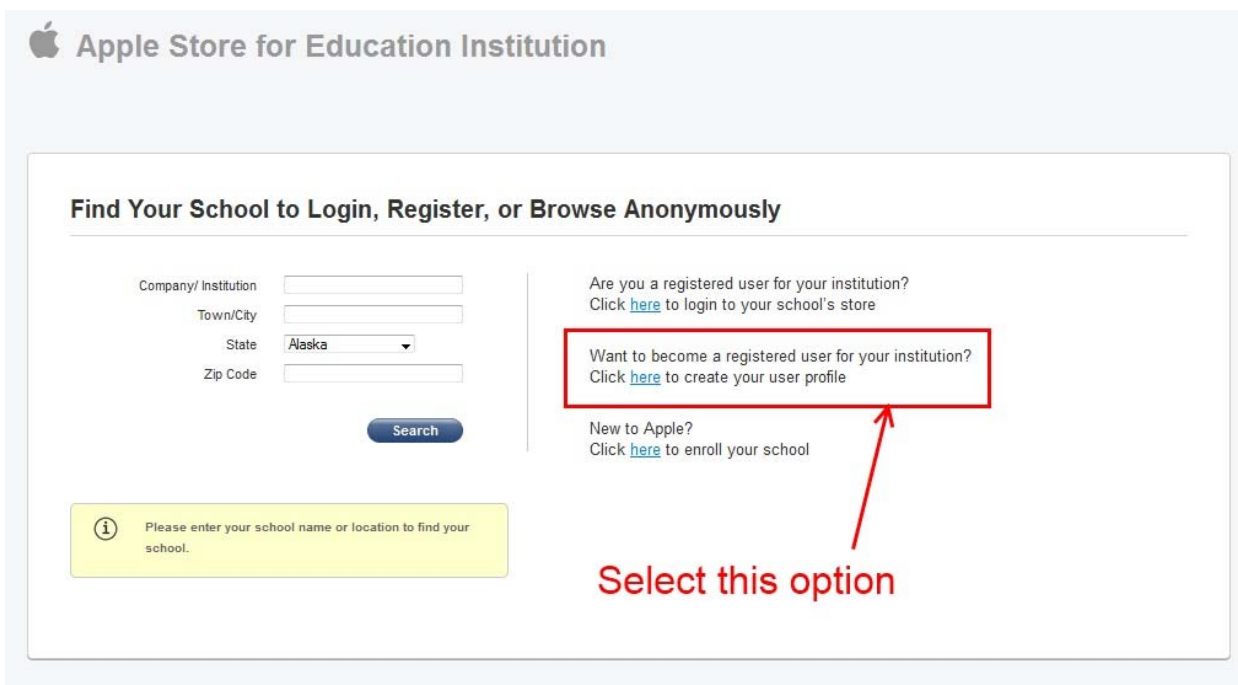 Apple Store for Education Institution
Find Your School to Login, Register, or Browse Anonymously
Company/ Institution
Town/City
State Alaska
Zip Code
Search
Please enter your school name or location to find your
school.
Are you a registered user for your institution?
Click here to login to your school's store
Want to become a registered user for your institution?
Click here to create your user profile
New to Apple?
Click here to enroll your school
Select this option